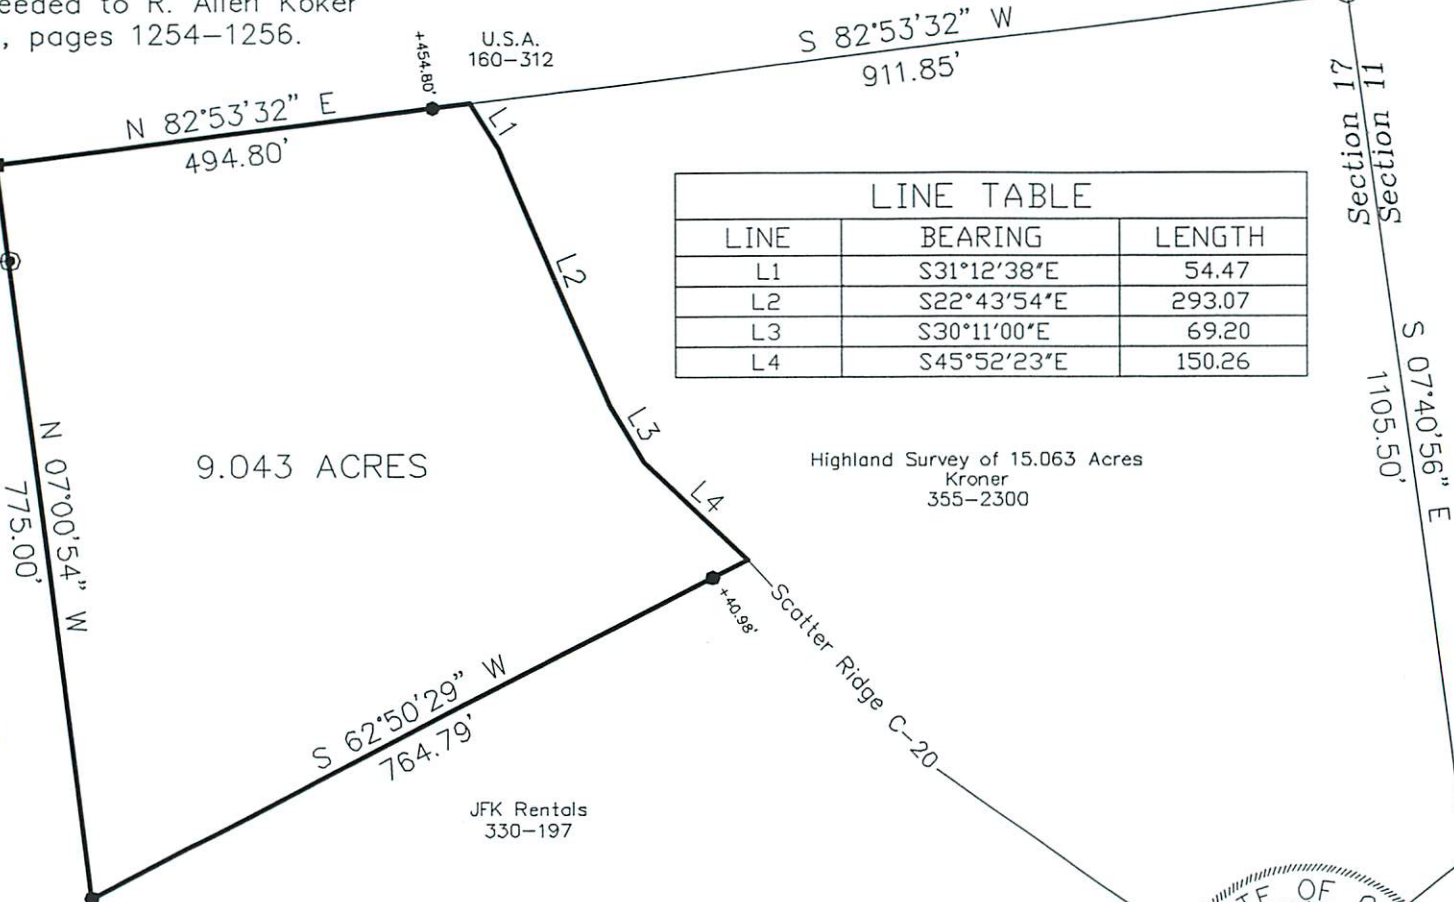 to R. Allen Koker
, pages 1254–1256.
+454.80'
U.S.A.
160–312
S 82°53'32" W
911.85'
N 82°53'32" E
494.80'
L1
Section 17
Section 11
LINE TABLE
LINE BEARING LENGTH
L1 S31°12'38"E 54.47
L2 S22°43'54"E 293.07
L3 S30°11'00"E 69.20
L4 S45°52'23"E 150.26
L2
S 07°40'56" E
1105.50'
L3
N 07°00'54" W
775.00'
9.043 ACRES
Highland Survey of 15.063 Acres
Kroner
355–2300
L4
+40.98'
Scatter Ridge C–20
S 62°50'29" W
764.79'
JFK Rentals
330–197
OF